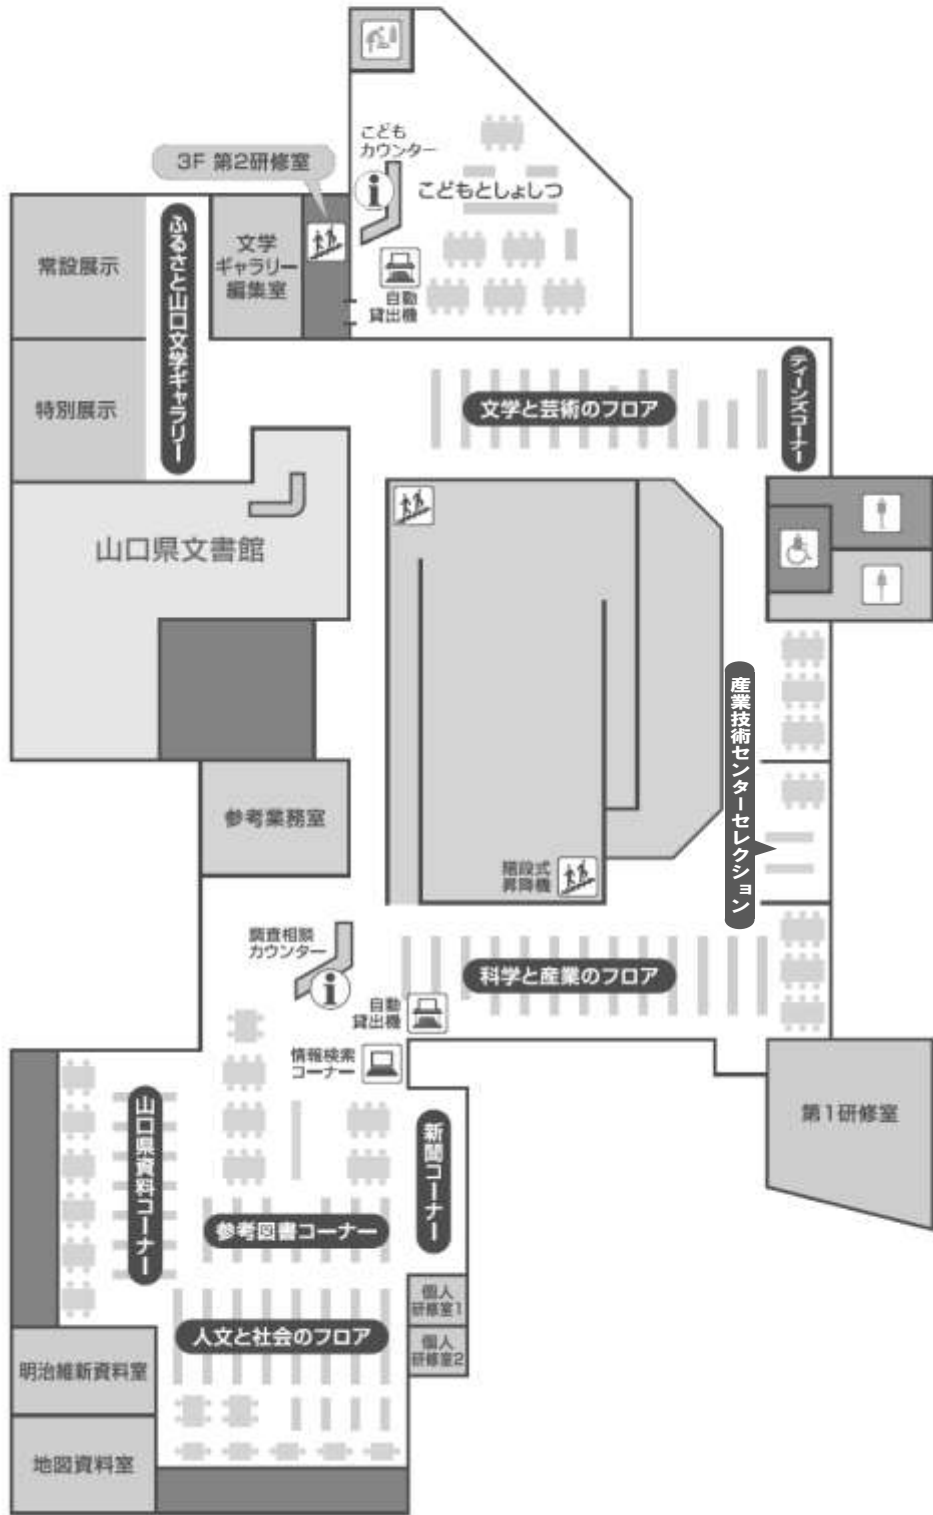 こども
カウンター
3F 第2研修室
こどもとしょしつ
常設展示
ふるさと山口文学ギャラリー
文学
ギャラリー
編集室
自動
貸出機
特別展示
文学と芸術のフロア
ティーンズコーナー
山口県文書館
産業技術センターセレクション
参考業務室
階段式
昇降機
調査相談
カウンター
科学と産業のフロア
自動
貸出機
情報検索
コーナー
山口県資料コーナー
新聞コーナー
第1研修室
参考図書コーナー
個人
研修室1
人文と社会のフロア
個人
研修室2
明治維新資料室
地図資料室